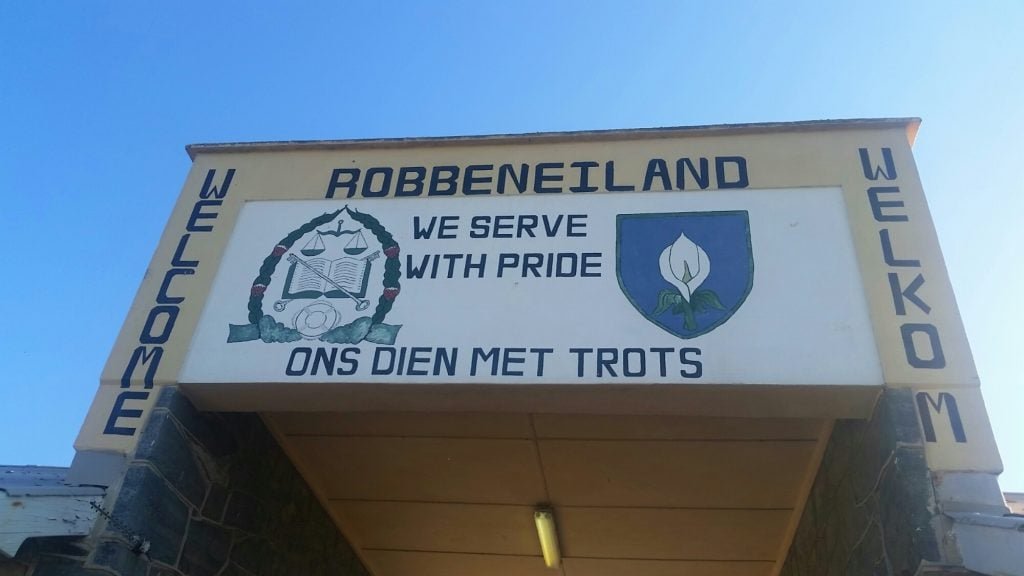 ROBBENEILAND
WELCOME
WE SERVE
WITH PRIDE
ONS DIEN MET TROTS
WELKOM